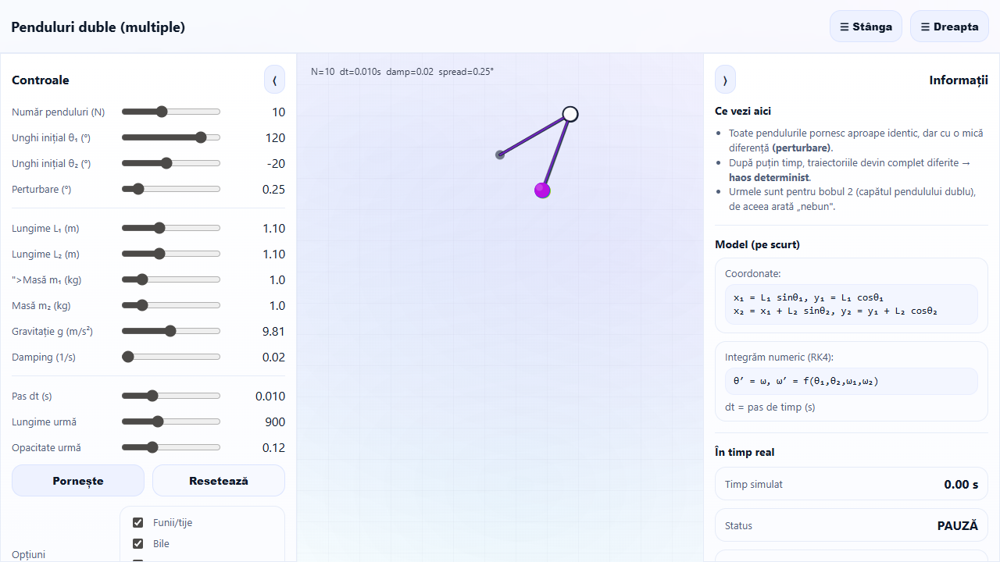 Penduluri duble (multiple)
☰ Stânga
☰ Dreapta
Controale
⟨
Număr penduluri (N) 10
Unghi inițial θ₁ (°) 120
Unghi inițial θ₂ (°) -20
Perturbare (°) 0.25
Lungime L₁ (m) 1.10
Lungime L₂ (m) 1.10
">Masă m₁ (kg) 1.0
Masă m₂ (kg) 1.0
Gravitație g (m/s²) 9.81
Damping (1/s) 0.02
Pas dt (s) 0.010
Lungime urmă 900
Opacitate urmă 0.12
Pornește
Resetează
Opțiuni
Funii/tije
Bile
N=10 dt=0.010s damp=0.02 spread=0.25°
⟩
Informații
Ce vezi aici
• Toate pendulurile pornesc aproape identic, dar cu o mică
diferență (perturbare).
• După puțin timp, traiectoriile devin complet diferite →
haos determinist.
• Urmele sunt pentru bobul 2 (capătul pendulului dublu),
de aceea arată „nebun".
Model (pe scurt)
Coordonate:
x₁ = L₁ sinθ₁, y₁ = L₁ cosθ₁
x₂ = x₁ + L₂ sinθ₂, y₂ = y₁ + L₂ cosθ₂
Integrăm numeric (RK4):
θ′ = ω, ω′ = f(θ₁,θ₂,ω₁,ω₂)
dt = pas de timp (s)
În timp real
Timp simulat 0.00 s
Status PAUZĂ